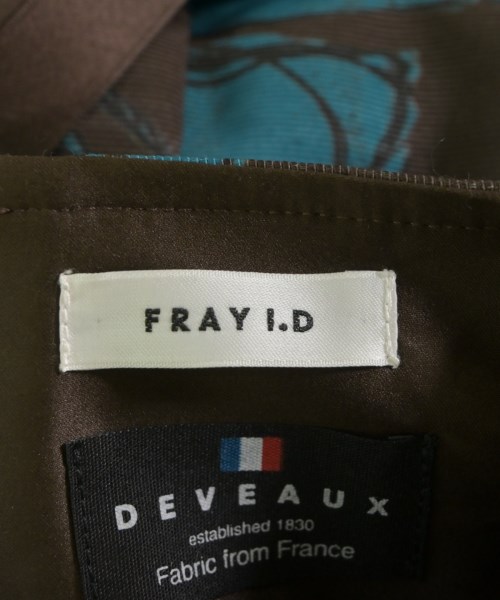 FRAY I.D
DEVEAUX
established 1830
Fabric from France